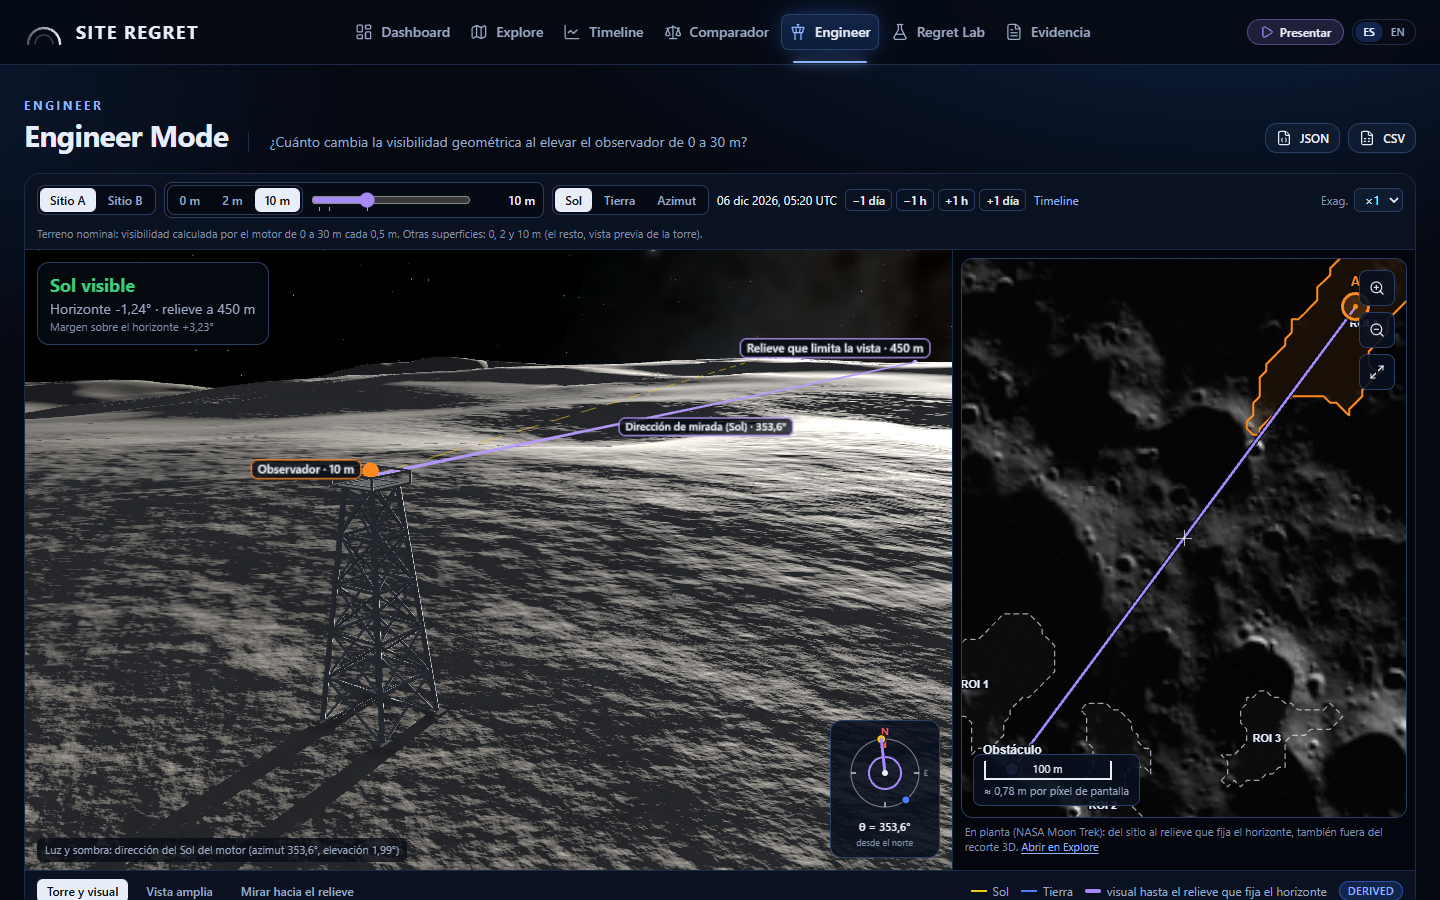 SITE REGRET
Dashboard
Explore
Timeline
Comparador
Engineer
Regret Lab
Evidencia
Presentar
ES
EN
ENGINEER
Engineer Mode
¿Cuánto cambia la visibilidad geométrica al elevar el observador de 0 a 30 m?
JSON
CSV
Sitio A
Sitio B
0 m
2 m
10 m
10 m
Sol
Tierra
Azimut
06 dic 2026, 05:20 UTC
−1 día
−1 h
+1 h
+1 día
Timeline
Exag.
×1
Terreno nominal: visibilidad calculada por el motor de 0 a 30 m cada 0,5 m. Otras superficies: 0, 2 y 10 m (el resto, vista previa de la torre).
Sol visible
Horizonte -1,24° · relieve a 450 m
Margen sobre el horizonte +3,23°
Relieve que limita la vista · 450 m
Dirección de mirada (Sol) · 353,6°
Observador · 10 m
N
E
θ = 353,6°
desde el norte
Luz y sombra: dirección del Sol del motor (azimut 353,6°, elevación 1,99°)
A
ROI 1
ROI 3
Obstáculo
100 m
≈ 0,78 m por píxel de pantalla
ROI 2
En planta (NASA Moon Trek): del sitio al relieve que fija el horizonte, también fuera del
recorte 3D. Abrir en Explore
Torre y visual
Vista amplia
Mirar hacia el relieve
Sol
Tierra
visual hasta el relieve que fija el horizonte
DERIVED